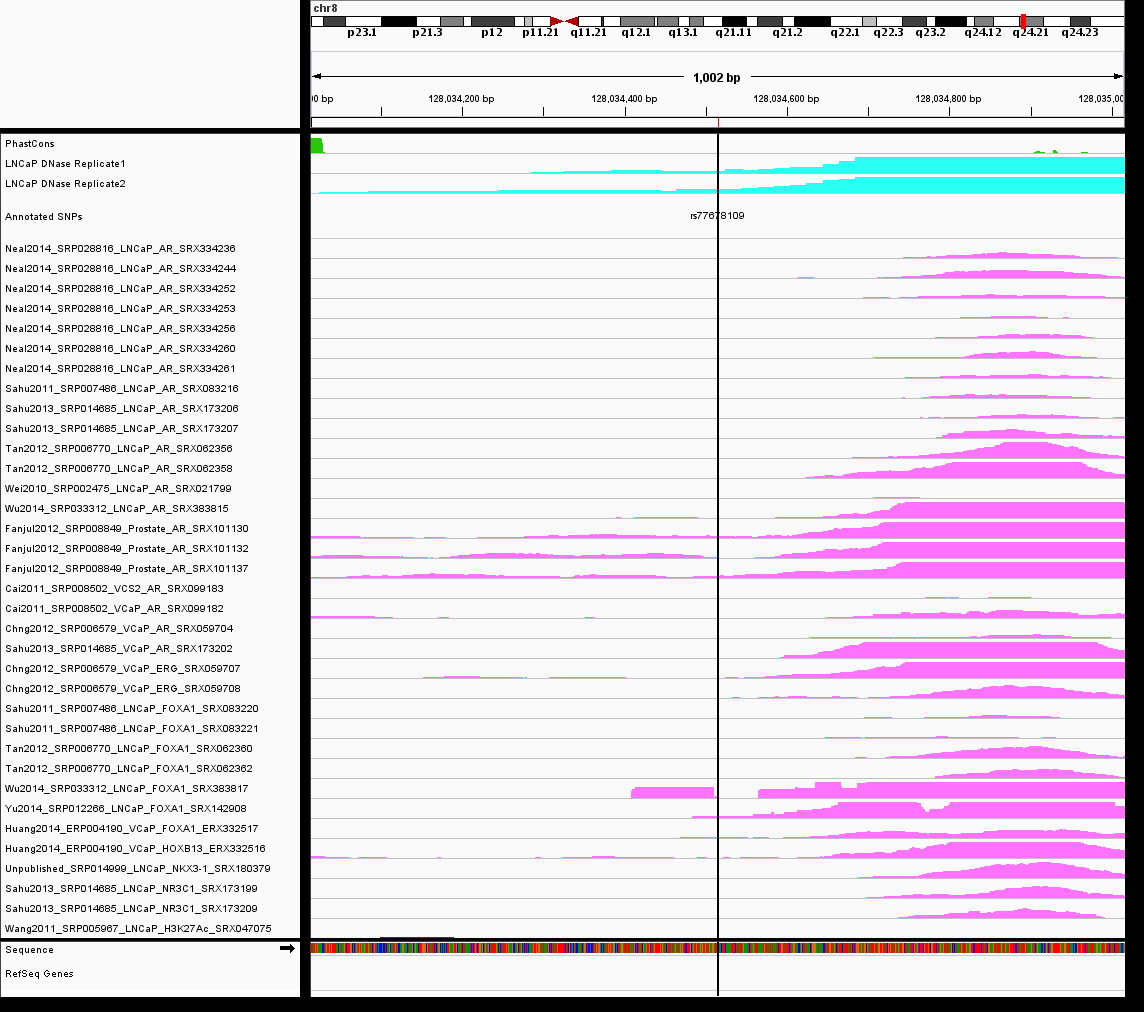 chr8
p23.1 p21.3 p12 p11.21 q11.21 q12.1 q13.1 q21.11 q21.2 q22.1 q22.3 q23.2 q24.12 q24.21 q24.23
1,002 bp
00 bp 128,034,200 bp 128,034,400 bp 128,034,600 bp 128,034,800 bp 128,035,00
PhastCons
LNCaP DNase Replicate1
LNCaP DNase Replicate2
Annotated SNPs rs77678109
Neal2014_SRP028816_LNCaP_AR_SRX334236
Neal2014_SRP028816_LNCaP_AR_SRX334244
Neal2014_SRP028816_LNCaP_AR_SRX334252
Neal2014_SRP028816_LNCaP_AR_SRX334253
Neal2014_SRP028816_LNCaP_AR_SRX334256
Neal2014_SRP028816_LNCaP_AR_SRX334260
Neal2014_SRP028816_LNCaP_AR_SRX334261
Sahu2011_SRP007486_LNCaP_AR_SRX083216
Sahu2013_SRP014685_LNCaP_AR_SRX173206
Sahu2013_SRP014685_LNCaP_AR_SRX173207
Tan2012_SRP006770_LNCaP_AR_SRX062356
Tan2012_SRP006770_LNCaP_AR_SRX062358
Wei2010_SRP002475_LNCaP_AR_SRX021799
Wu2014_SRP033312_LNCaP_AR_SRX383815
Fanjul2012_SRP008849_Prostate_AR_SRX101130
Fanjul2012_SRP008849_Prostate_AR_SRX101132
Fanjul2012_SRP008849_Prostate_AR_SRX101137
Cai2011_SRP008502_VCS2_AR_SRX099183
Cai2011_SRP008502_VCaP_AR_SRX099182
Chng2012_SRP006579_VCaP_AR_SRX059704
Sahu2013_SRP014685_VCaP_AR_SRX173202
Chng2012_SRP006579_VCaP_ERG_SRX059707
Chng2012_SRP006579_VCaP_ERG_SRX059708
Sahu2011_SRP007486_LNCaP_FOXA1_SRX083220
Sahu2011_SRP007486_LNCaP_FOXA1_SRX083221
Tan2012_SRP006770_LNCaP_FOXA1_SRX062360
Tan2012_SRP006770_LNCaP_FOXA1_SRX062362
Wu2014_SRP033312_LNCaP_FOXA1_SRX383817
Yu2014_SRP012266_LNCaP_FOXA1_SRX142908
Huang2014_ERP004190_VCaP_FOXA1_ERX332517
Huang2014_ERP004190_VCaP_HOXB13_ERX332516
Unpublished_SRP014999_LNCaP_NKX3-1_SRX180379
Sahu2013_SRP014685_LNCaP_NR3C1_SRX173199
Sahu2013_SRP014685_LNCaP_NR3C1_SRX173209
Wang2011_SRP005967_LNCaP_H3K27Ac_SRX047075
Sequence
RefSeq Genes